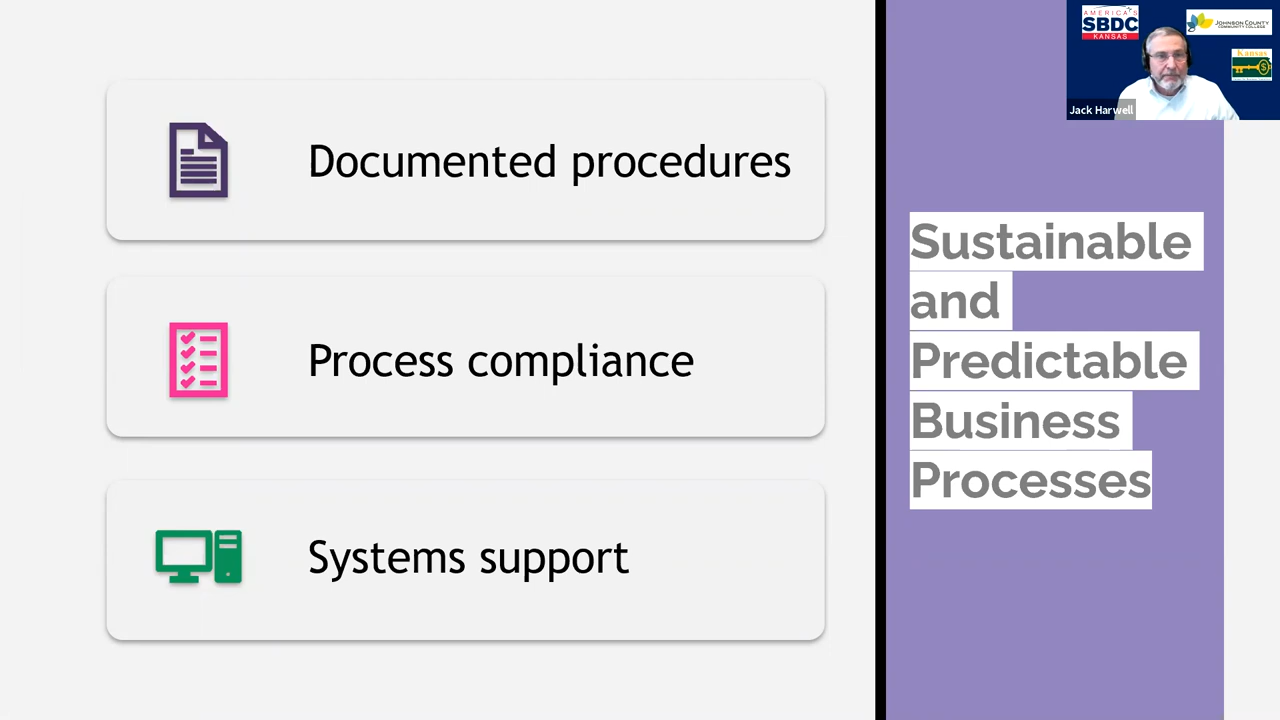 Documented procedures
Process compliance
Systems support
Sustainable
and
Predictable
Business
Processes
AMERICA'S
SBDC
KANSAS
JOHNSON COUNTY
COMMUNITY COLLEGE
Kansas
Jack Harwell